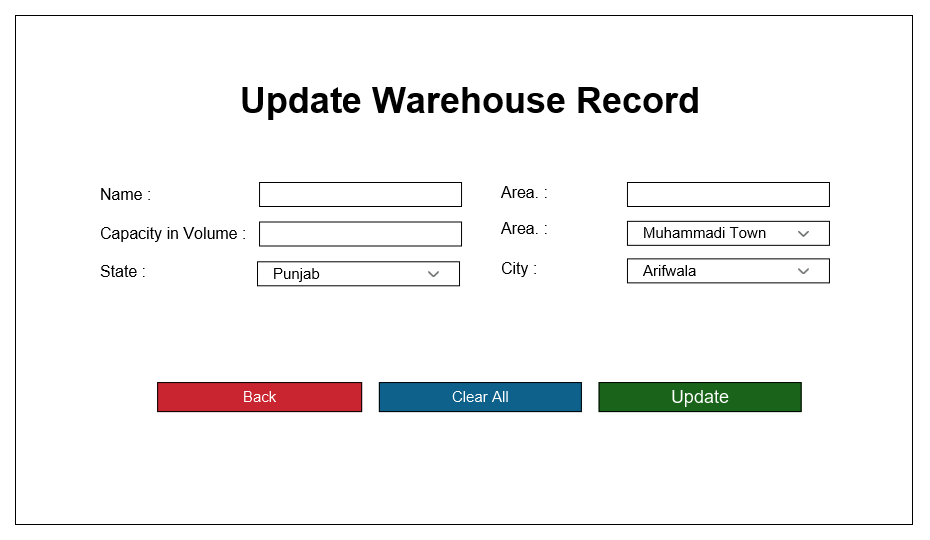 Update Warehouse Record
Name :
Area. :
Capacity in Volume :
Area. :
Muhammadi Town
State :
Punjab
City :
Arifwala
Back
Clear All
Update